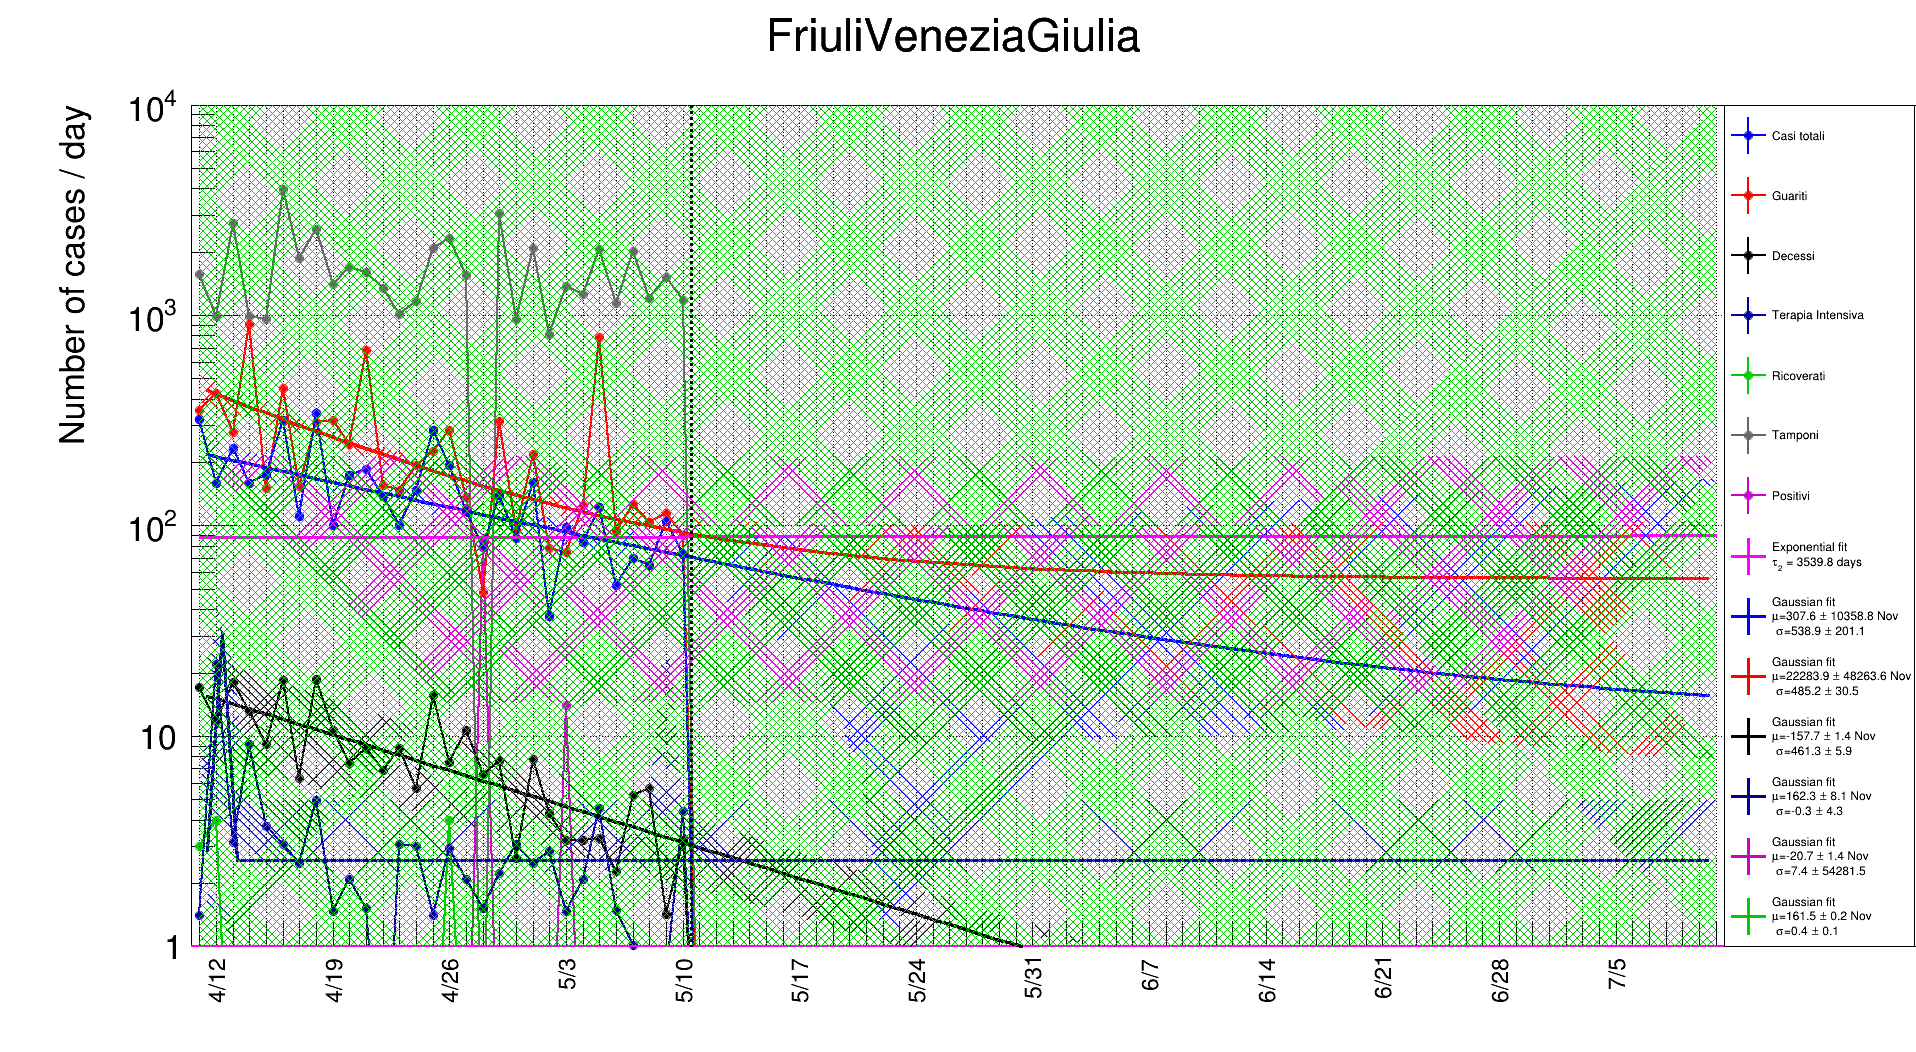 FriuliVeneziaGiulia
Number of cases / day
10⁴
10³
10²
10
1
4/12
4/19
4/26
5/3
5/10
5/17
5/24
5/31
6/7
6/14
6/21
6/28
7/5
Casi totali
Guariti
Decessi
Terapia Intensiva
Ricoverati
Tamponi
Positivi
Exponential fit
τ₂ = 3539.8 days
Gaussian fit
μ=307.6 ± 10358.8 Nov
σ=538.9 ± 201.1
Gaussian fit
μ=22283.9 ± 48263.6 Nov
σ=485.2 ± 30.5
Gaussian fit
μ=-157.7 ± 1.4 Nov
σ=461.3 ± 5.9
Gaussian fit
μ=162.3 ± 8.1 Nov
σ=-0.3 ± 4.3
Gaussian fit
μ=-20.7 ± 1.4 Nov
σ=7.4 ± 54281.5
Gaussian fit
μ=161.5 ± 0.2 Nov
σ=0.4 ± 0.1